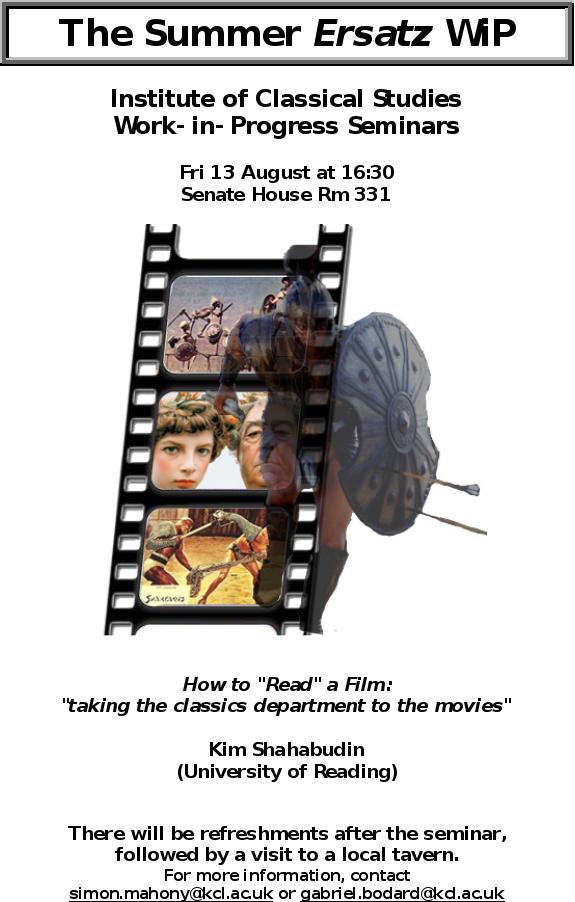 The Summer Ersatz WiP
Institute of Classical Studies
Work-in-Progress Seminars
Fri 13 August at 16:30
Senate House Rm 331
How to "Read" a Film:
"taking the classics department to the movies"
Kim Shahabudin
(University of Reading)
There will be refreshments after the seminar,
followed by a visit to a local tavern.
For more information, contact
simon.mahony@kcl.ac.uk or gabriel.bodard@kcl.ac.uk